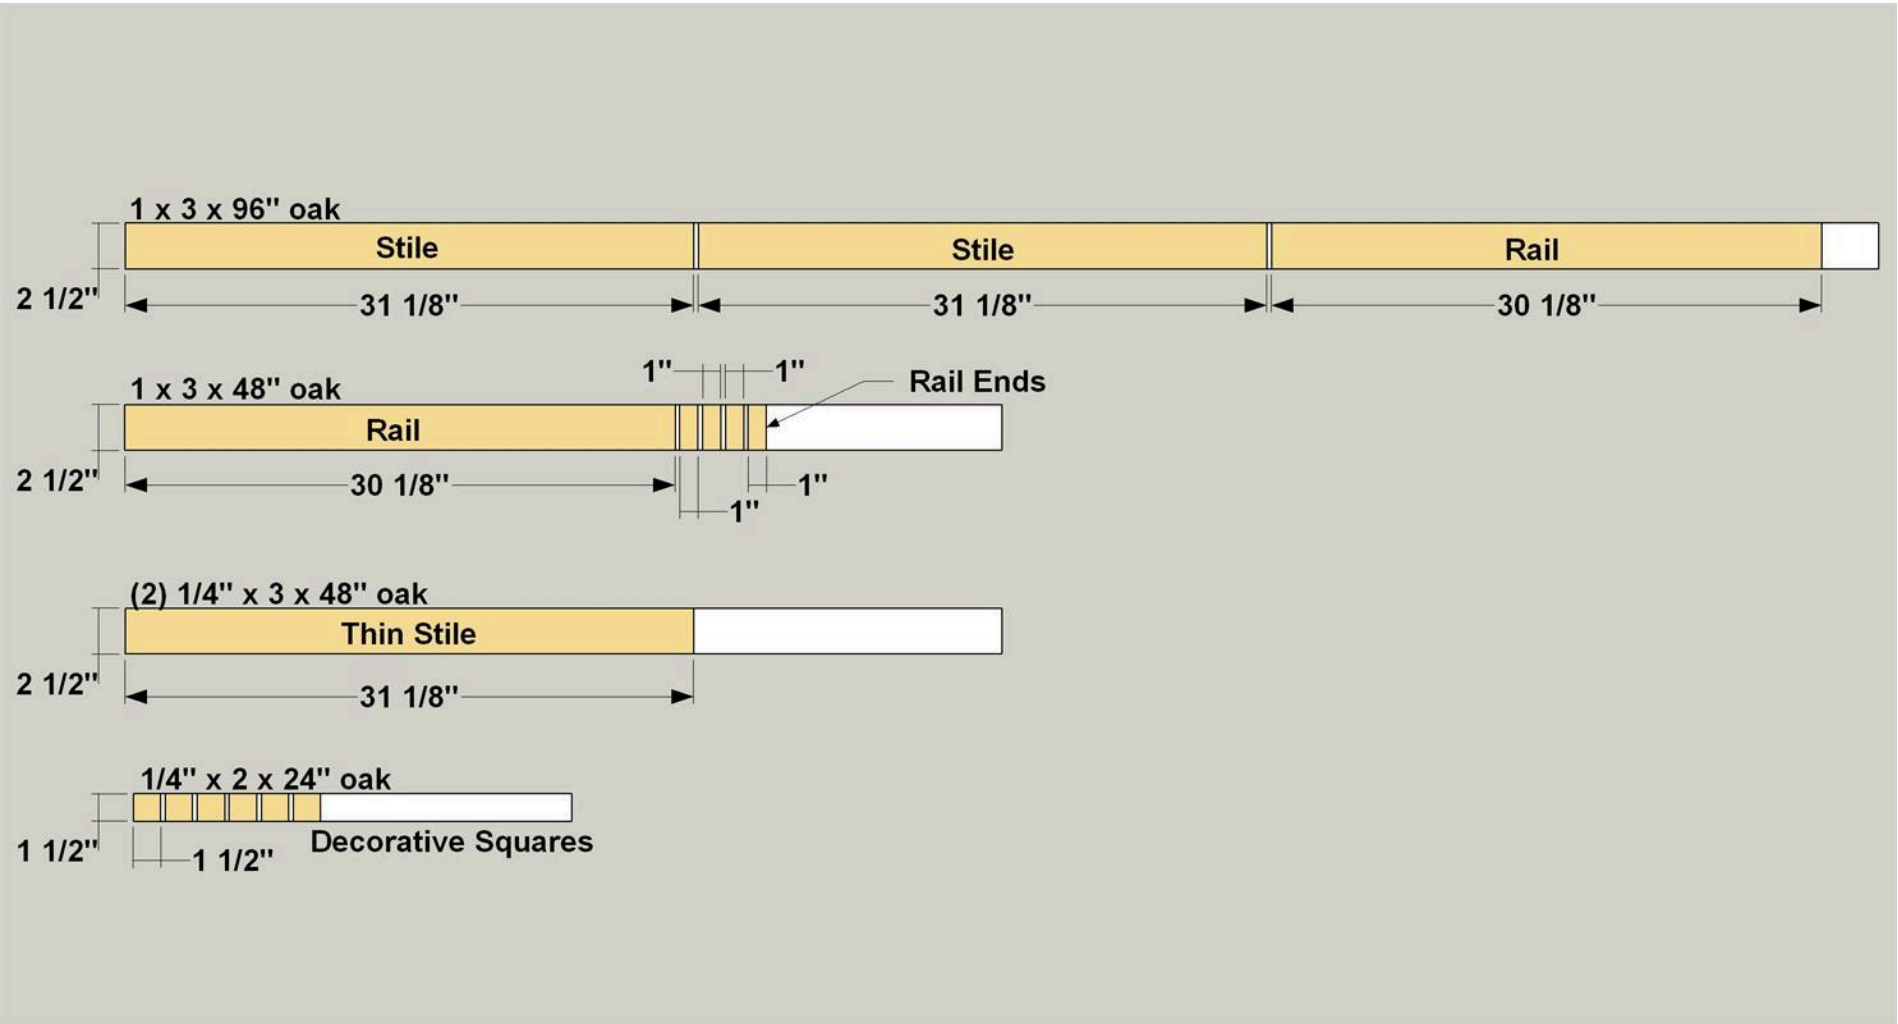 1 x 3 x 96" oak
Stile
Stile
Rail
2 1/2"
31 1/8"
31 1/8"
30 1/8"
1"
1"
Rail Ends
1 x 3 x 48" oak
Rail
2 1/2"
30 1/8"
1"
1"
(2) 1/4" x 3 x 48" oak
Thin Stile
2 1/2"
31 1/8"
1/4" x 2 x 24" oak
Decorative Squares
1 1/2"
1 1/2"